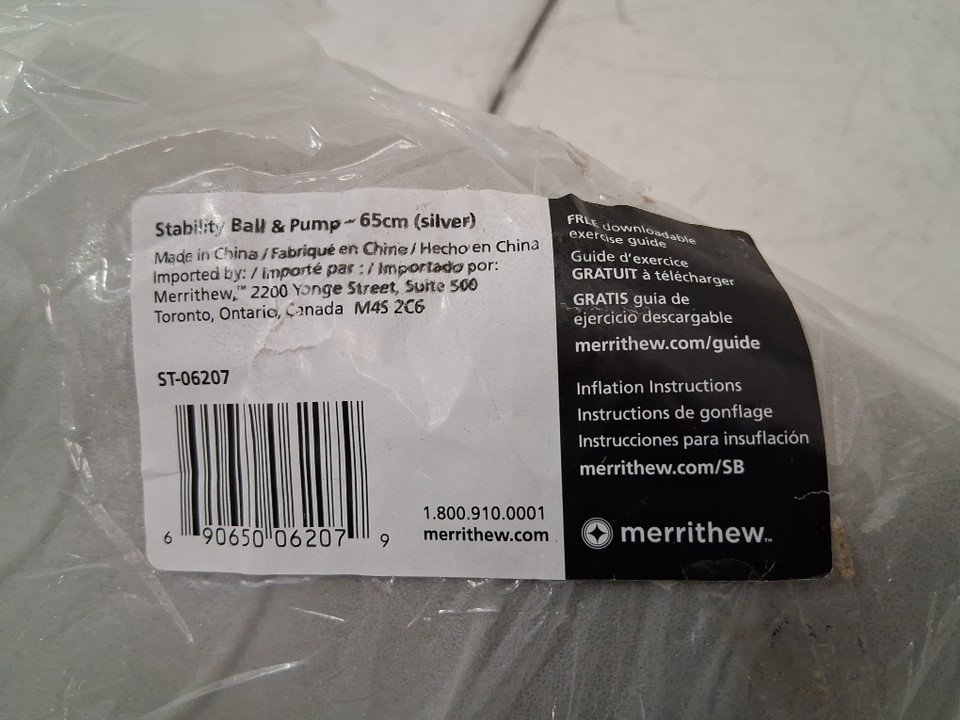 Stability Ball & Pump - 65cm (silver)
Made in China / Fabriqué en Chine / Hecho en China
Imported by: / Importé par : / Importado por:
Merrithew,™ 2200 Yonge Street, Suite 500
Toronto, Ontario, Canada M4S 2C6
ST-06207
6 90650 06207 9
1.800.910.0001
merrithew.com
FREE downloadable
exercise guide
Guide d'exercice
GRATUIT à télécharger
GRATIS guia de
ejercicio descargable
merrithew.com/guide
Inflation Instructions
Instructions de gonflage
Instrucciones para insuflación
merrithew.com/SB
merrithew™